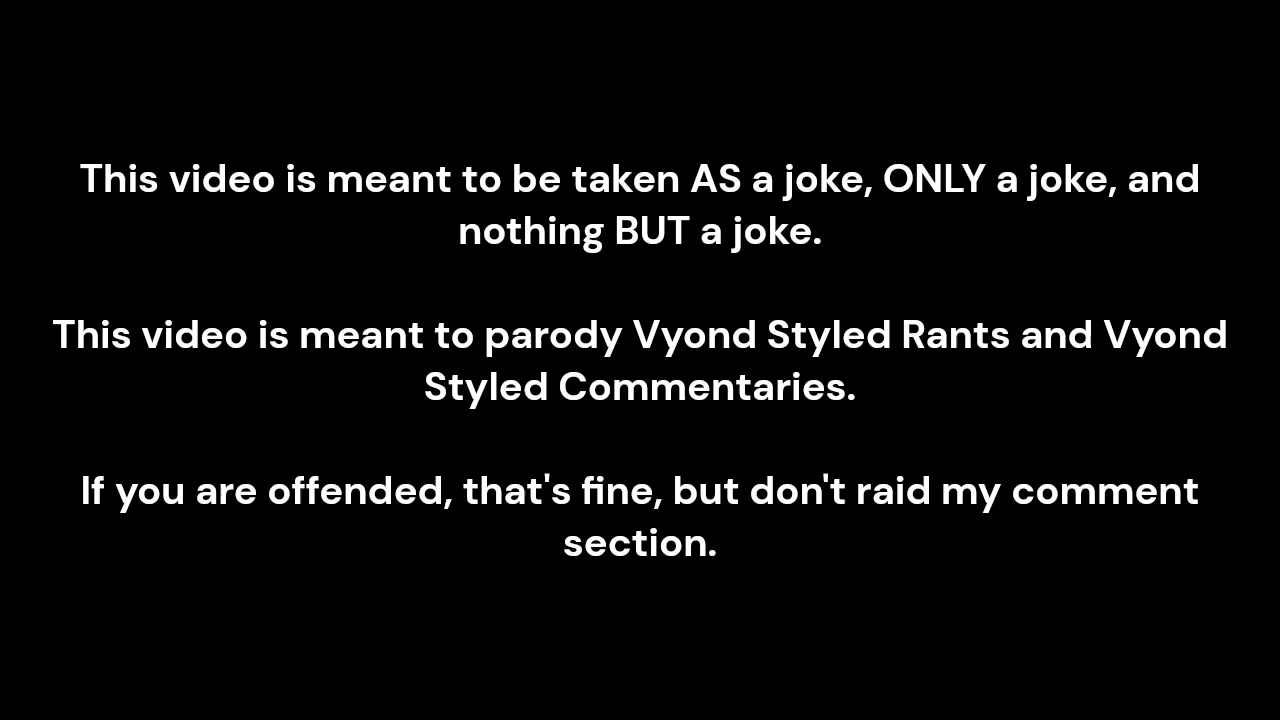 This video is meant to be taken AS a joke, ONLY a joke, and
nothing BUT a joke.
This video is meant to parody Vyond Styled Rants and Vyond
Styled Commentaries.
If you are offended, that's fine, but don't raid my comment
section.